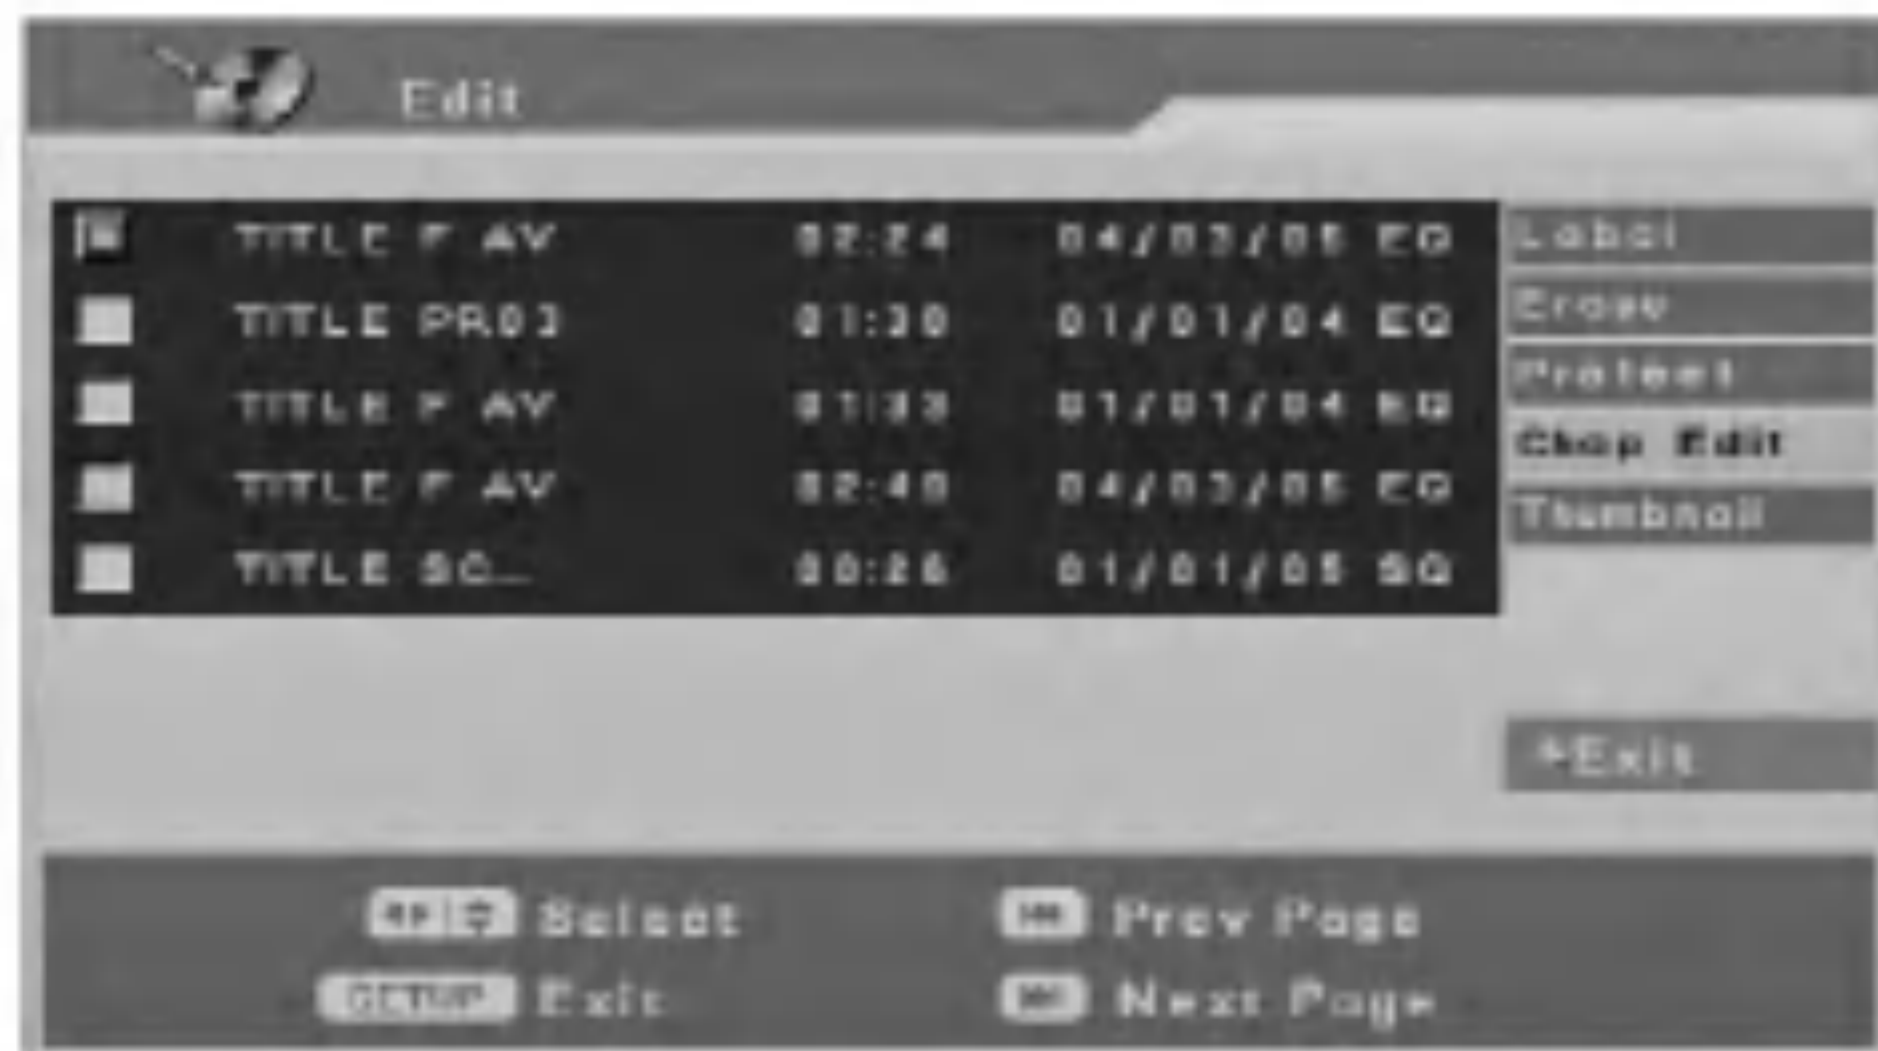 Edit
TITLE F AV 02:24 04/03/05 EQ
TITLE PR03 01:30 01/01/04 EQ
TITLE F AV 01:33 01/01/04 EQ
TITLE F AV 02:40 04/03/05 EQ
TITLE SC... 00:26 01/01/05 SQ
Label
Erase
Protect
Chop Edit
Thumbnail
Exit
Select
Prev Page
SETUP Exit
Next Page